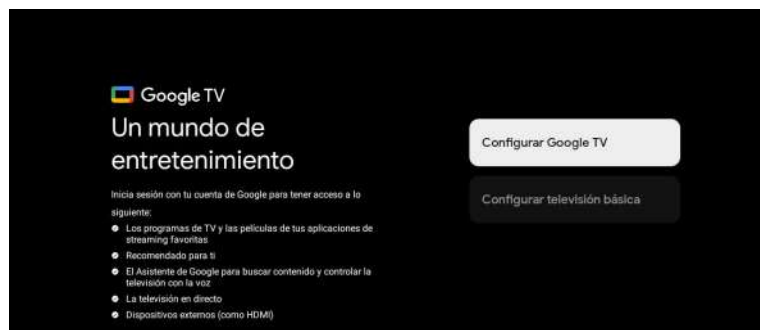 Google TV
Un mundo de
entretenimiento
Inicia sesión con tu cuenta de Google para tener acceso a lo
siguiente:
Los programas de TV y las películas de tus aplicaciones de
streaming favoritas
Recomendado para ti
El Asistente de Google para buscar contenido y controlar la
televisión con la voz
La televisión en directo
Dispositivos externos (como HDMI)
Configurar Google TV
Configurar televisión básica